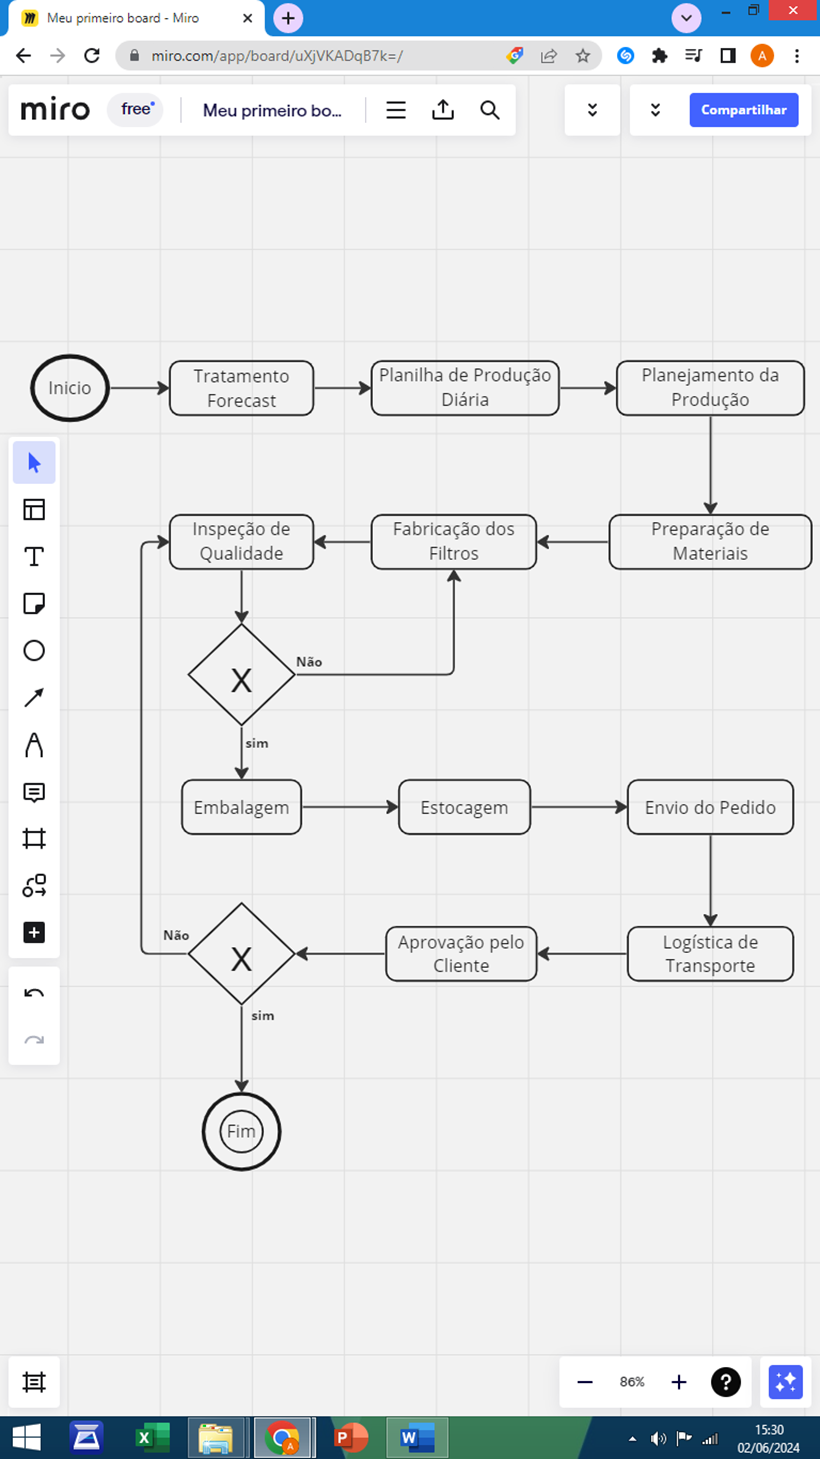 Meu primeiro board - Miro
miro.com/app/board/uXjVKADqB7k=/
A
miro
free
Meu primeiro bo...
Compartilhar
Inicio
Tratamento
Forecast
Planilha de Produção
Diária
Planejamento da
Produção
Inspeção de
Qualidade
Fabricação dos
Filtros
Preparação de
Materiais
X
Não
sim
Embalagem
Estocagem
Envio do Pedido
Não
X
Aprovação pelo
Cliente
Logística de
Transporte
sim
Fim
86%
?
15:30
02/06/2024